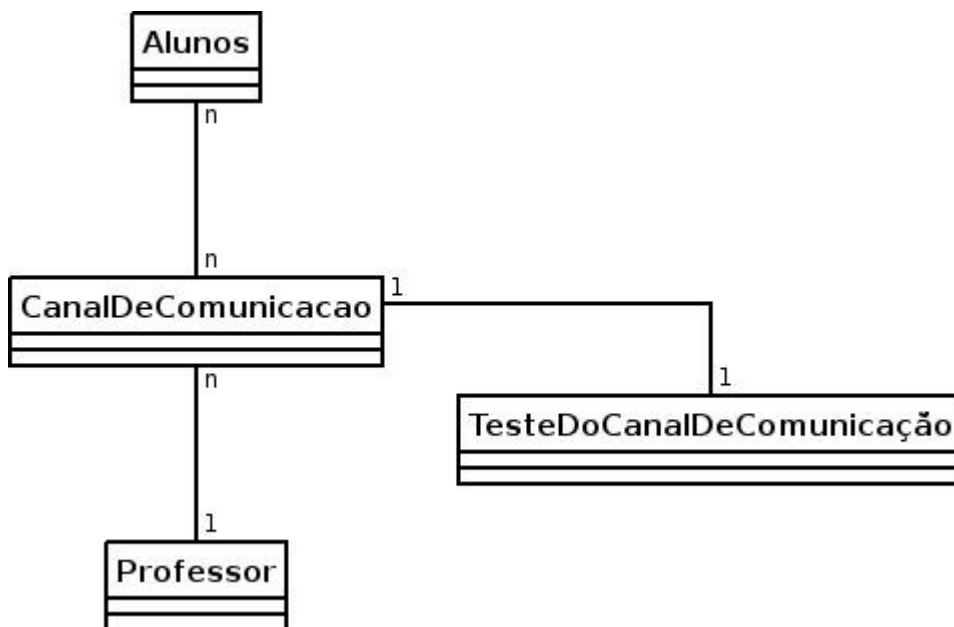 Alunos
n
n
CanalDeComunicacao
1
n
1
TesteDoCanalDeComunicação
1
Professor